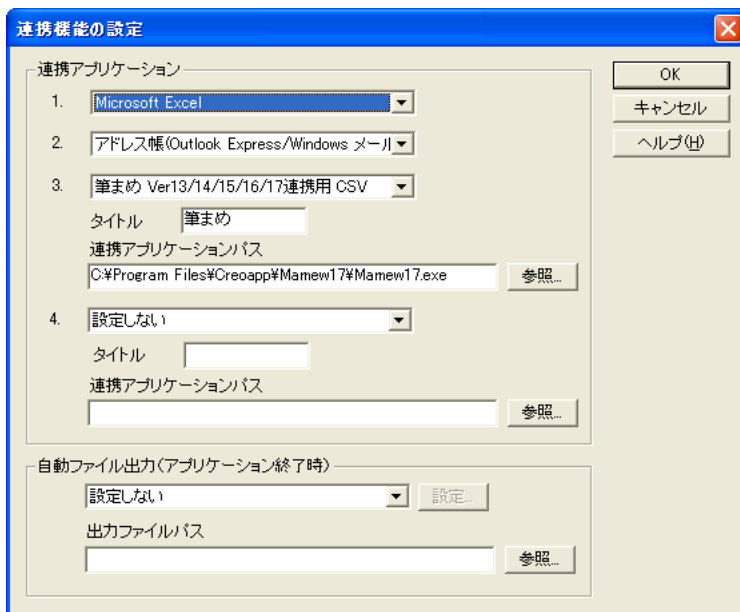 連携機能の設定
連携アプリケーション
OK
1. Microsoft Excel
キャンセル
2. アドレス帳(Outlook Express/Windows メール
ヘルプ(H)
3. 筆まめ Ver13/14/15/16/17連携用 CSV
タイトル 筆まめ
連携アプリケーションパス
C:¥Program Files¥Creoapp¥Mamew17¥Mamew17.exe 参照...
4. 設定しない
タイトル
連携アプリケーションパス
参照...
自動ファイル出力(アプリケーション終了時)
設定しない 設定...
出力ファイルパス
参照...